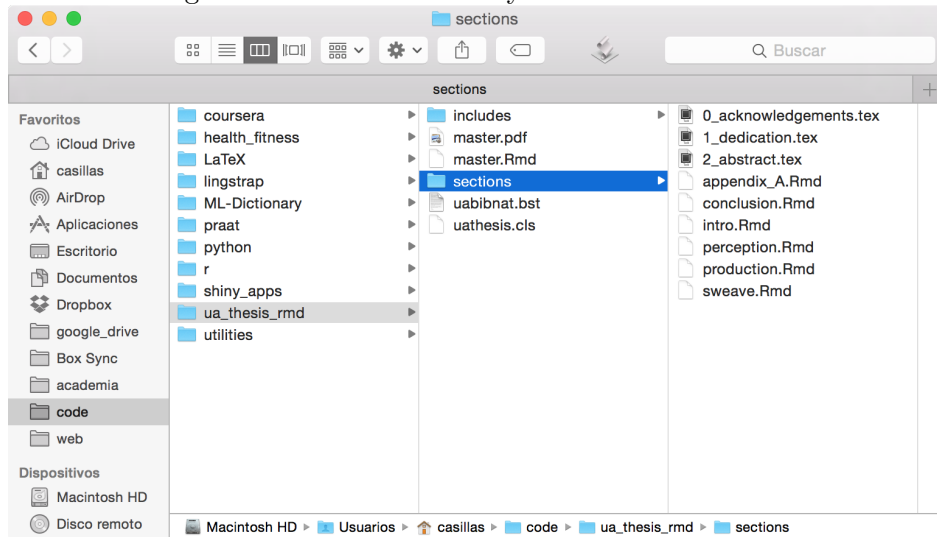 sections
Buscar
sections
Favoritos
iCloud Drive
casillas
AirDrop
Aplicaciones
Escritorio
Documentos
Dropbox
google_drive
Box Sync
academia
code
web
Dispositivos
Macintosh HD
Disco remoto
coursera
health_fitness
LaTeX
lingstrap
ML-Dictionary
praat
python
r
shiny_apps
ua_thesis_rmd
utilities
includes
master.pdf
master.Rmd
sections
uabibnat.bst
uathesis.cls
0_acknowledgements.tex
1_dedication.tex
2_abstract.tex
appendix_A.Rmd
conclusion.Rmd
intro.Rmd
perception.Rmd
production.Rmd
sweave.Rmd
Macintosh HD ▸ Usuarios ▸ casillas ▸ code ▸ ua_thesis_rmd ▸ sections